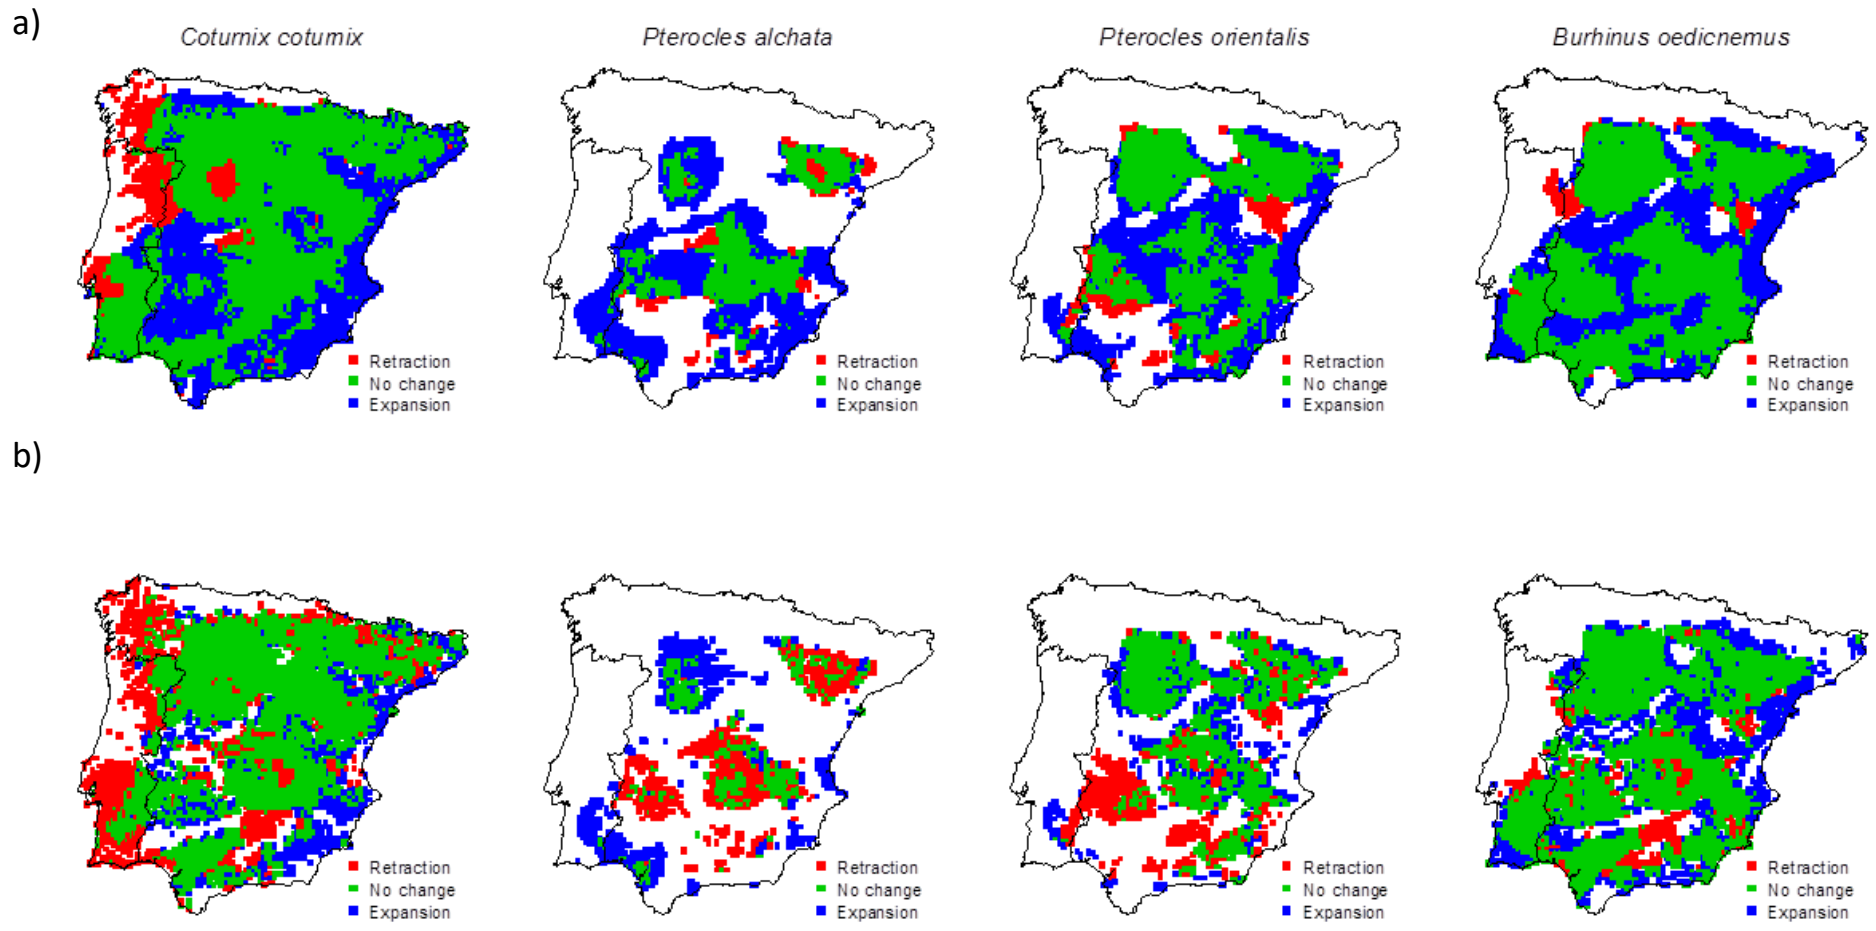 a)
Coturnix coturnix
Pterocles alchata
Pterocles orientalis
Burhinus oedicnemus
Retraction
No change
Expansion
Retraction
No change
Expansion
Retraction
No change
Expansion
Retraction
No change
Expansion
b)
Retraction
No change
Expansion
Retraction
No change
Expansion
Retraction
No change
Expansion
Retraction
No change
Expansion